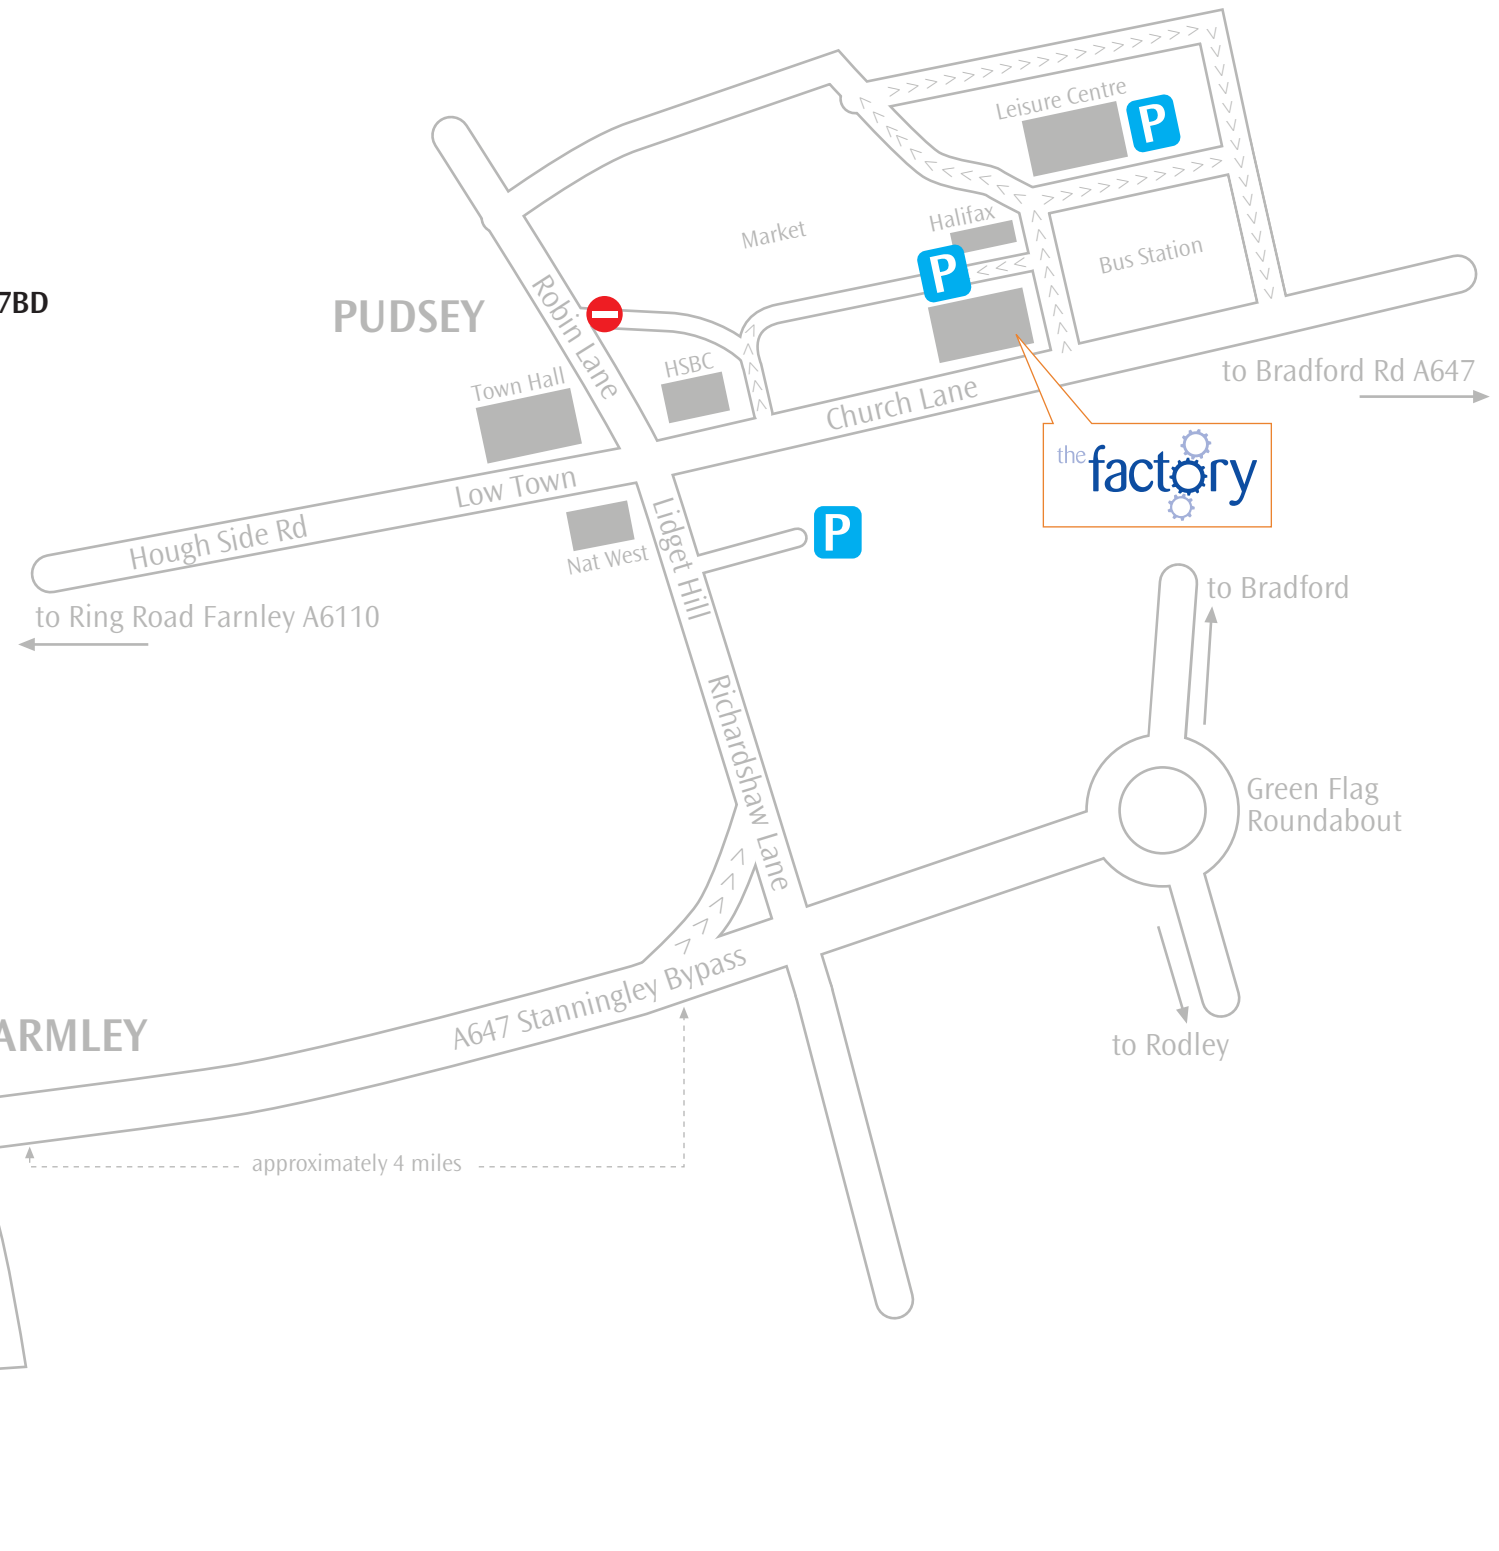 Leisure Centre
P
Halifax
Market
Bus Station
P
7BD
PUDSEY
Robin Lane
HSBC
Town Hall
to Bradford Rd A647
Church Lane
the factory
Low Town
Hough Side Rd
Nat West
Lidget Hill
P
to Ring Road Farnley A6110
to Bradford
Richardshaw Lane
Green Flag
Roundabout
A647 Stanningley Bypass
ARMLEY
to Rodley
approximately 4 miles